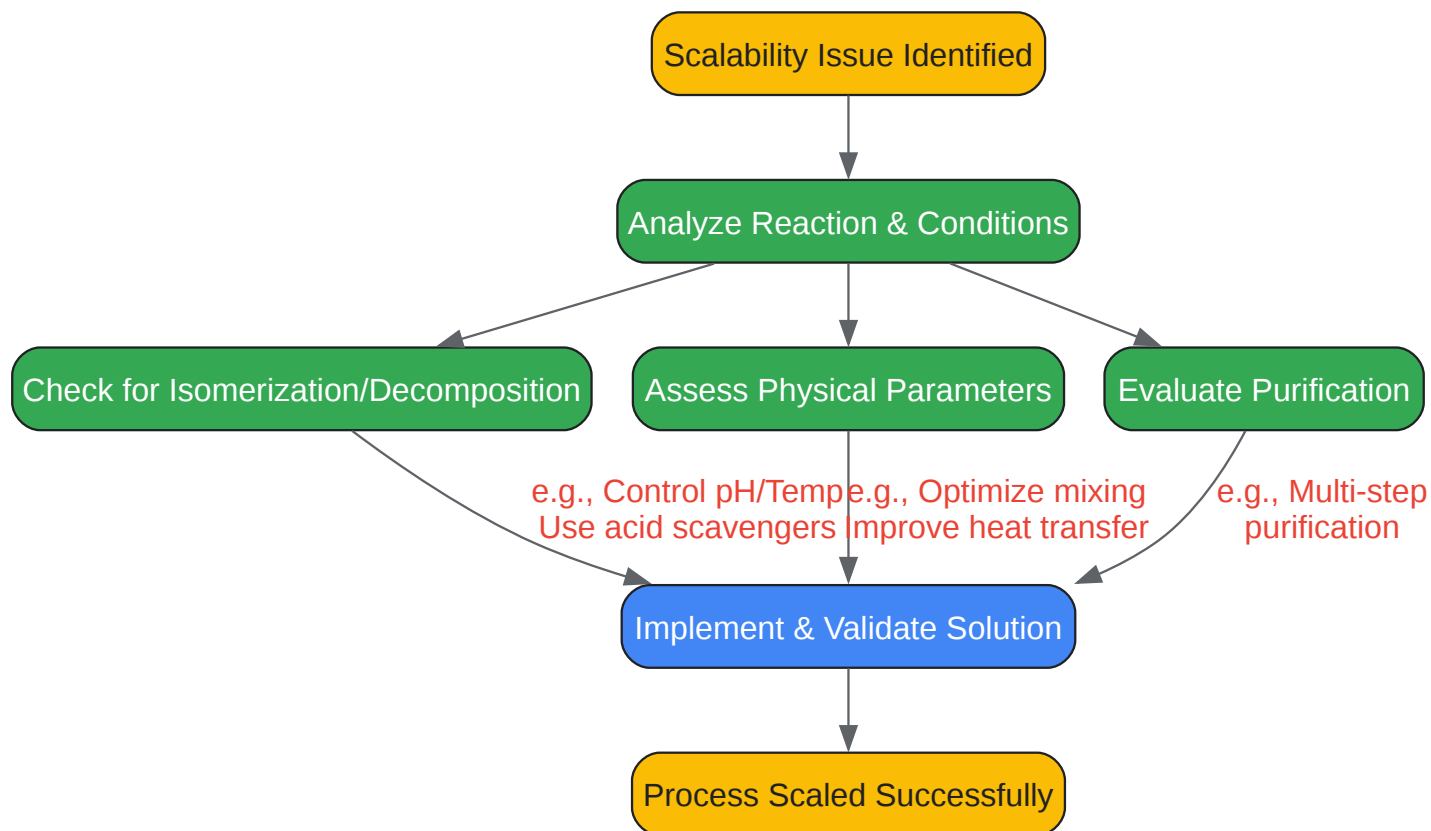 Scalability Issue Identified
Analyze Reaction & Conditions
Check for Isomerization/Decomposition
Assess Physical Parameters
Evaluate Purification
e.g., Control pH/Temp
Use acid scavengers
e.g., Optimize mixing
Improve heat transfer
e.g., Multi-step
purification
Implement & Validate Solution
Process Scaled Successfully